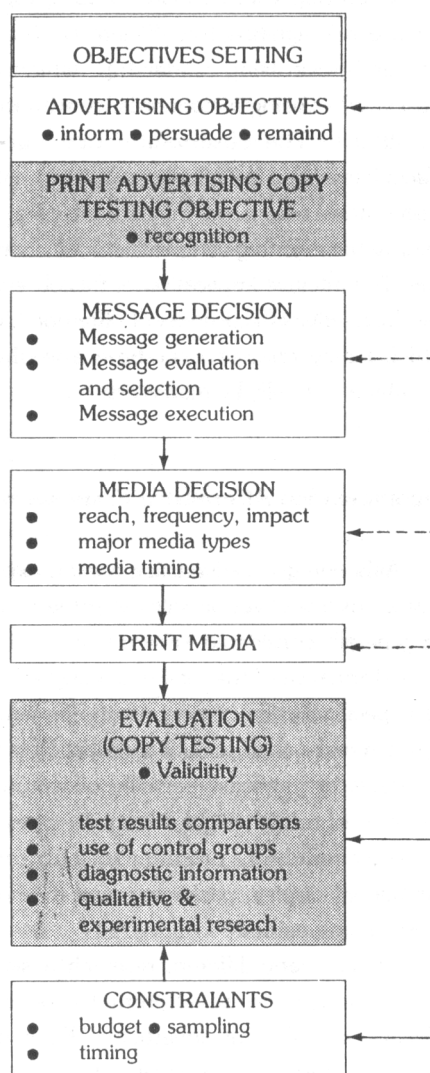 OBJECTIVES SETTING
ADVERTISING OBJECTIVES
● inform ● persuade ● remaind
PRINT ADVERTISING COPY
TESTING OBJECTIVE
● recognition
MESSAGE DECISION
● Message generation
● Message evaluation
and selection
● Message execution
MEDIA DECISION
● reach, frequency, impact
● major media types
● media timing
PRINT MEDIA
EVALUATION
(COPY TESTING)
● Validitity
● test results comparisons
● use of control groups
● diagnostic information
● qualitative &
experimental reseach
CONSTRAIANTS
● budget ● sampling
● timing